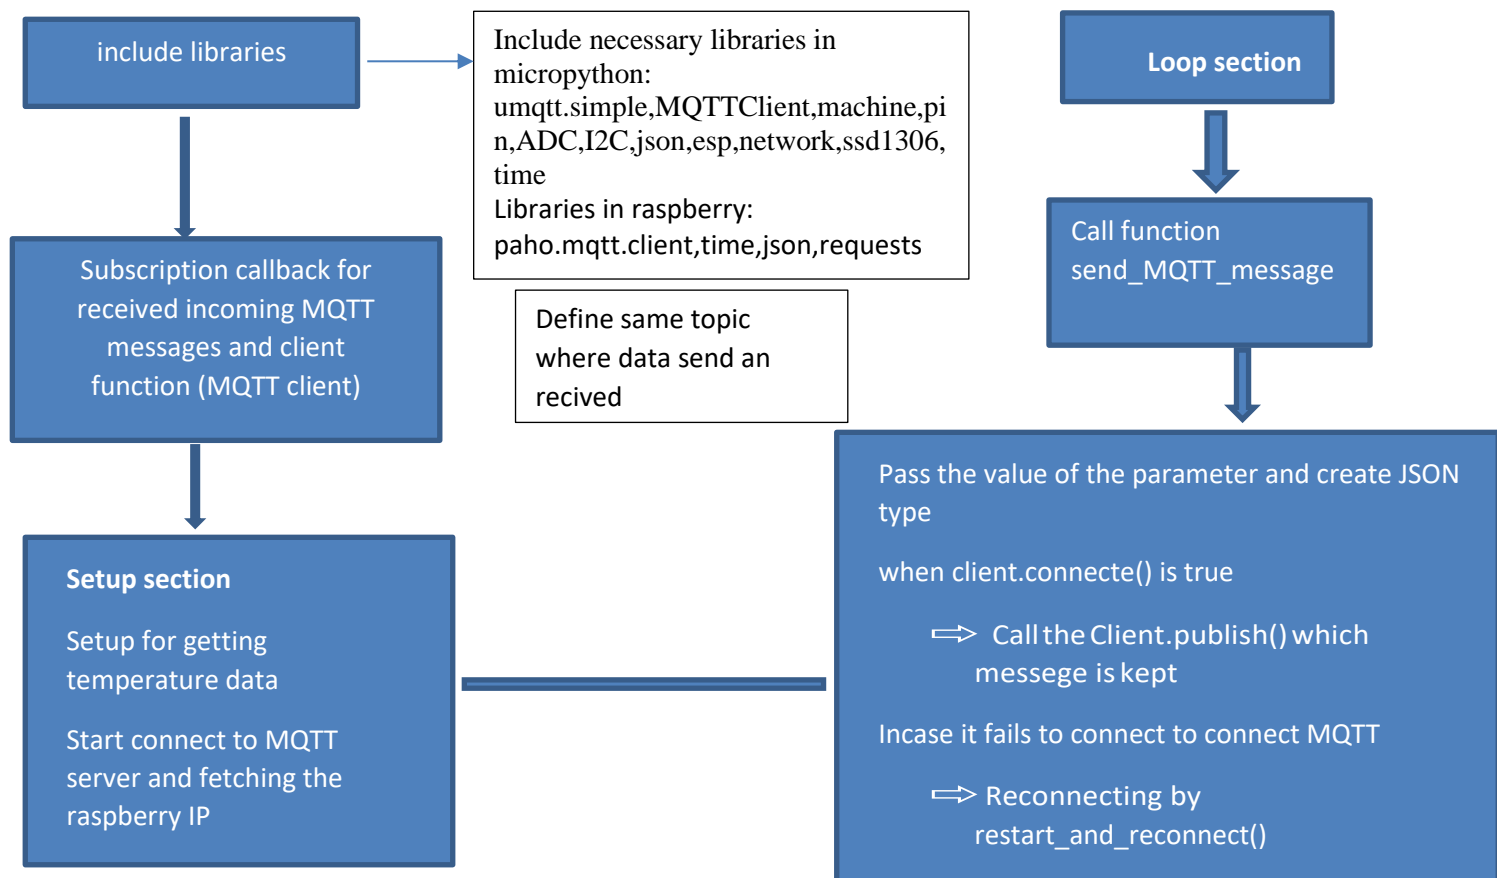 include libraries
Include necessary libraries in
micropython:
umqtt.simple,MQTTClient,machine,pi
n,ADC,I2C,json,esp,network,ssd1306,
time
Libraries in raspberry:
paho.mqtt.client,time,json,requests
Loop section
Subscription callback for
received incoming MQTT
messages and client
function (MQTT client)
Define same topic
where data send an
recived
Call function
send_MQTT_message
Setup section
Setup for getting
temperature data
Start connect to MQTT
server and fetching the
raspberry IP
Pass the value of the parameter and create JSON
type
when client.connecte() is true
⇨ Call the Client.publish() which
messege is kept
Incase it fails to connect to connect MQTT
⇨ Reconnecting by
restart_and_reconnect()